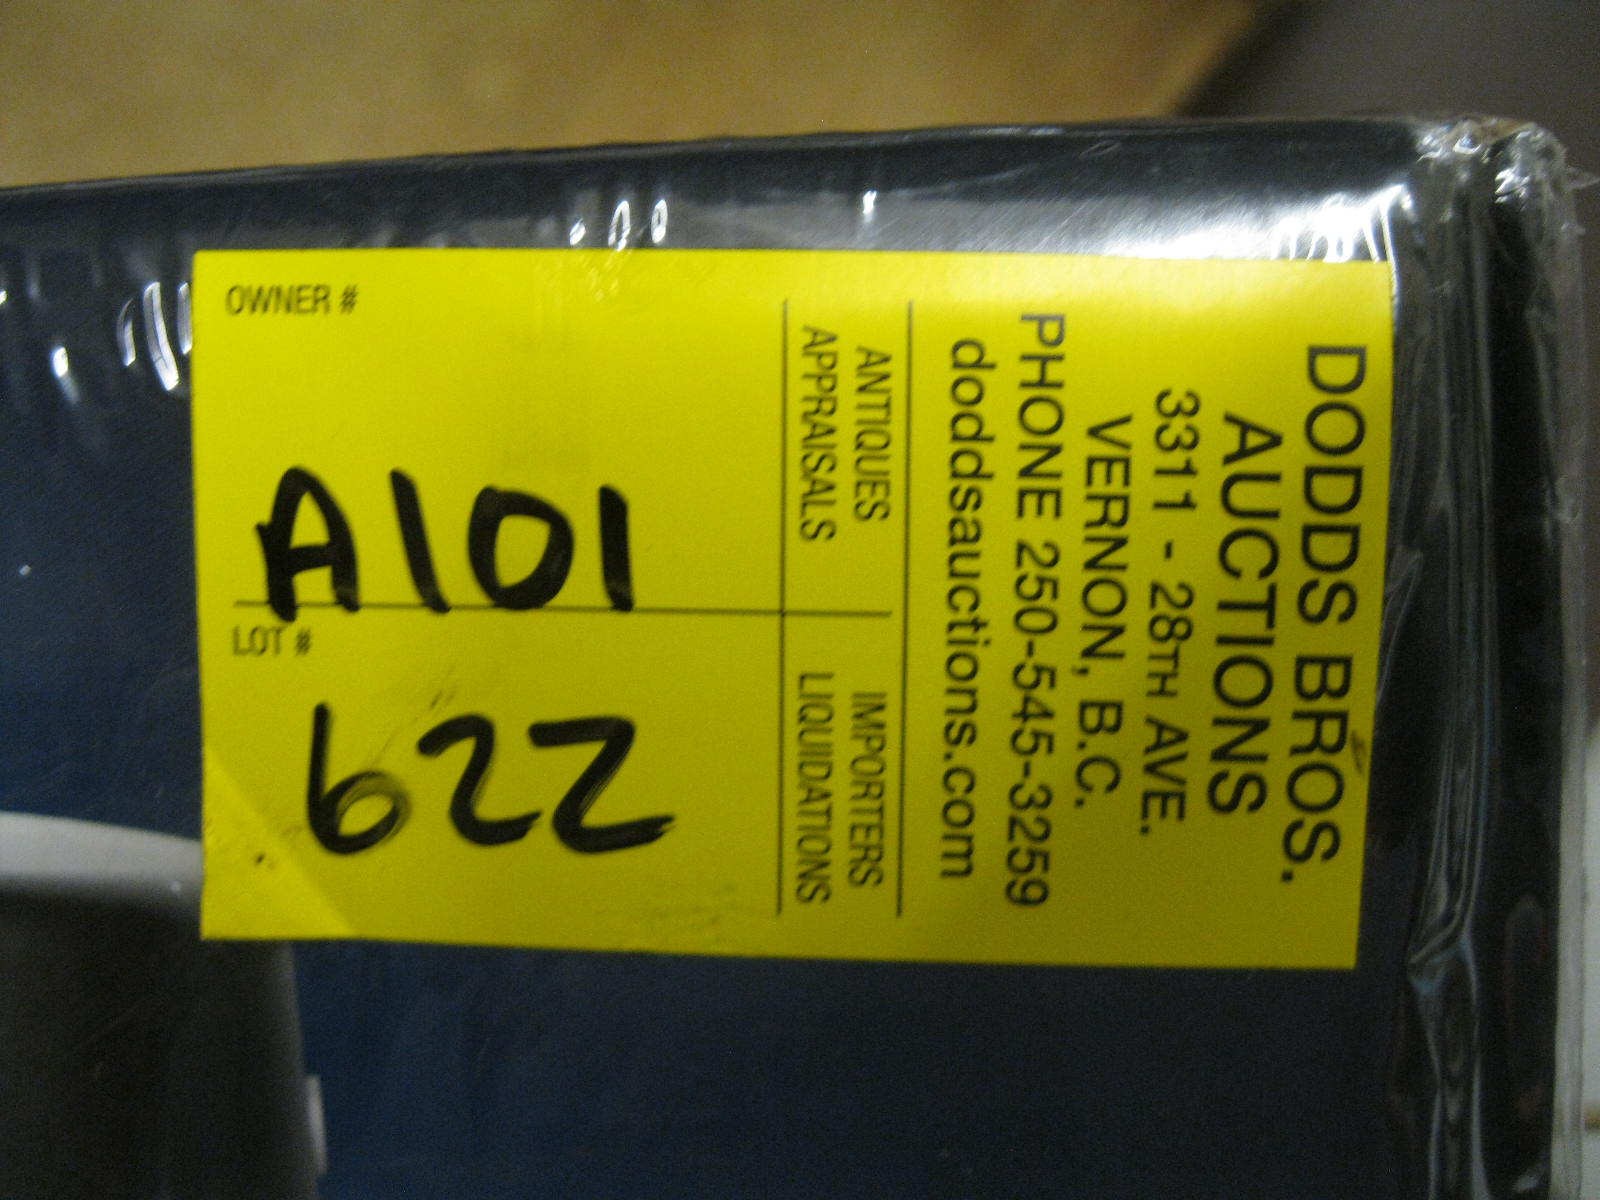 DODDS BROS.
AUCTIONS
3311 - 28TH AVE.
VERNON, B.C.
PHONE 250-545-3259
doddsauctions.com
ANTIQUES IMPORTERS
APPRAISALS LIQUIDATIONS
OWNER #
A101
LOT #
622